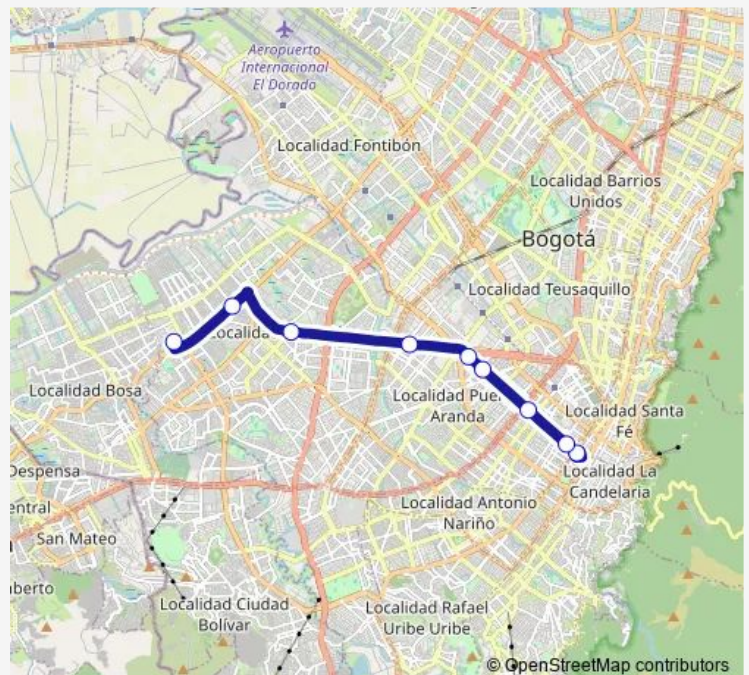 Aeropuerto
Internacional
El Dorado
Localidad Fontibón
Localidad Barrios
Unidos
Bogotá
Localidad Teusaquillo
Localida
Localidad Bosa
Localidad Pue
Aranda
Localidad Santa
Fé
Despensa
Localidad La
Candelaria
entral
Localidad Antonio
Nariño
San Mateo
berto
Localidad Ciudad
Bolívar
Localidad Rafael
Uribe Uribe
© OpenStreetMap contributors